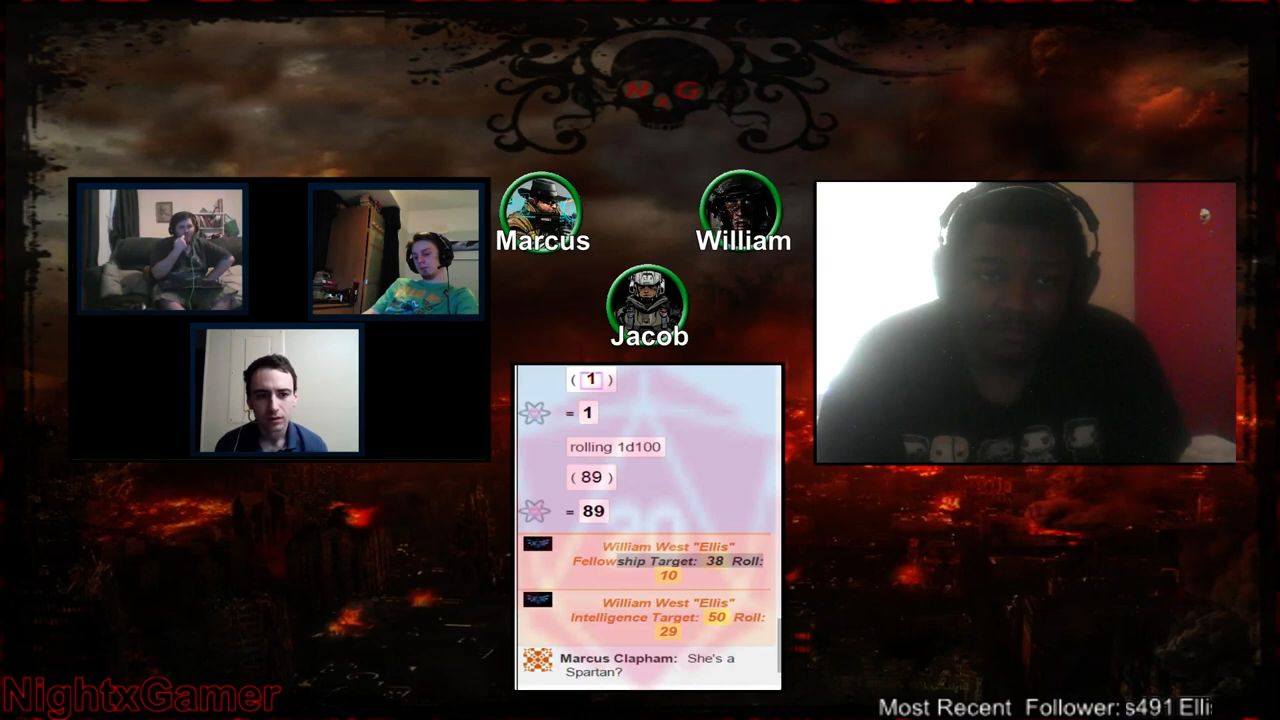 N G
Marcus
William
Jacob
( 1 )
= 1
rolling 1d100
( 89 )
= 89
William West "Ellis"
Fellowship Target: 38 Roll:
10
William West "Ellis"
Intelligence Target: 50 Roll:
29
Marcus Clapham: She's a
Spartan?
NightxGamer
Most Recent Follower: s491 Elli